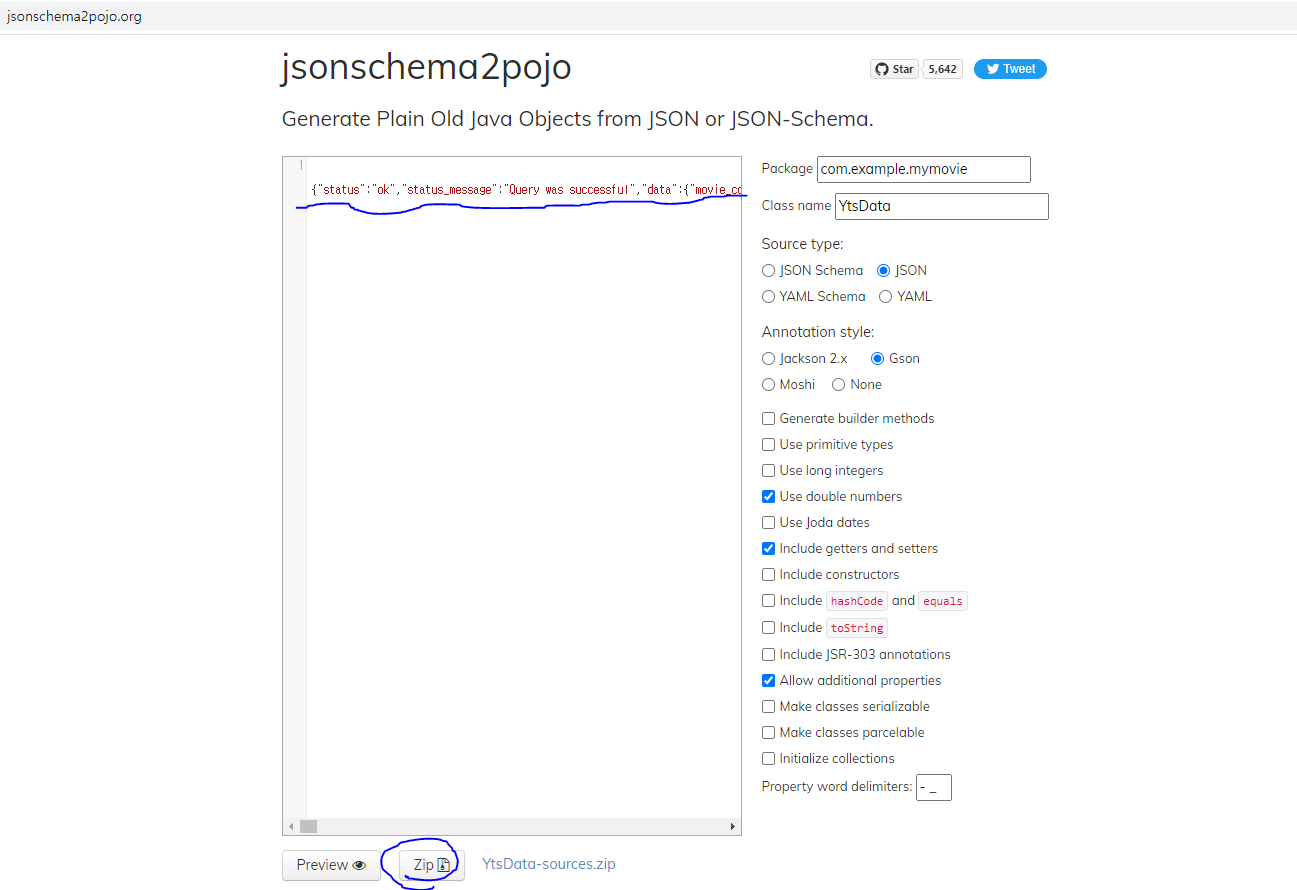 jsonschema2pojo.org
jsonschema2pojo
Star 5,642 Tweet
Generate Plain Old Java Objects from JSON or JSON-Schema.
1
{"status":"ok","status_message":"Query was successful","data":{"movie_co
Package com.example.mymovie
Class name YtsData
Source type:
JSON Schema JSON
YAML Schema YAML
Annotation style:
Jackson 2.x Gson
Moshi None
Generate builder methods
Use primitive types
Use long integers
Use double numbers
Use Joda dates
Include getters and setters
Include constructors
Include hashCode and equals
Include toString
Include JSR-303 annotations
Allow additional properties
Make classes serializable
Make classes parcelable
Initialize collections
Property word delimiters: - _
Preview Zip YtsData-sources.zip